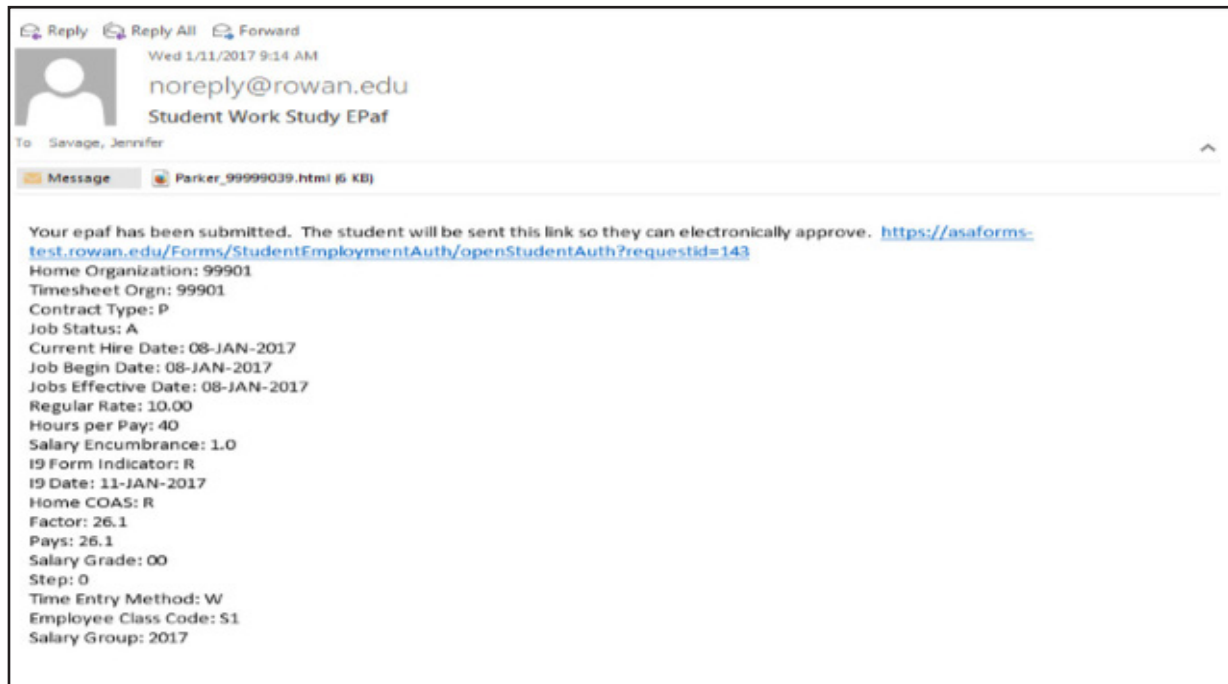 Reply Reply All Forward
Wed 1/11/2017 9:14 AM
noreply@rowan.edu
Student Work Study EPaf
To Savage, Jennifer
Message Parker_99999039.html (6 KB)
Your epaf has been submitted. The student will be sent this link so they can electronically approve. https://asaforms-
test.rowan.edu/Forms/StudentEmploymentAuth/openStudentAuth?requestid=143
Home Organization: 99901
Timesheet Orgn: 99901
Contract Type: P
Job Status: A
Current Hire Date: 08-JAN-2017
Job Begin Date: 08-JAN-2017
Jobs Effective Date: 08-JAN-2017
Regular Rate: 10.00
Hours per Pay: 40
Salary Encumbrance: 1.0
I9 Form Indicator: R
I9 Date: 11-JAN-2017
Home COAS: R
Factor: 26.1
Pays: 26.1
Salary Grade: 00
Step: 0
Time Entry Method: W
Employee Class Code: S1
Salary Group: 2017